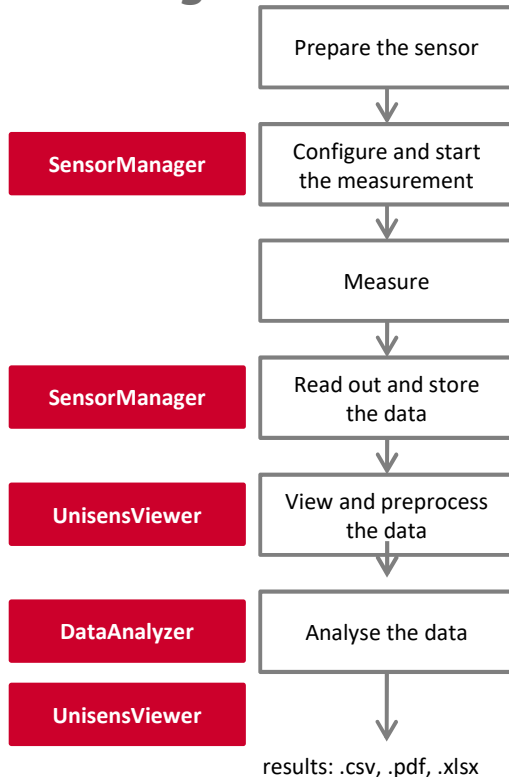 Prepare the sensor
SensorManager
Configure and start
the measurement
Measure
SensorManager
Read out and store
the data
UnisensViewer
View and preprocess
the data
DataAnalyzer
Analyse the data
UnisensViewer
results: .csv, .pdf, .xlsx